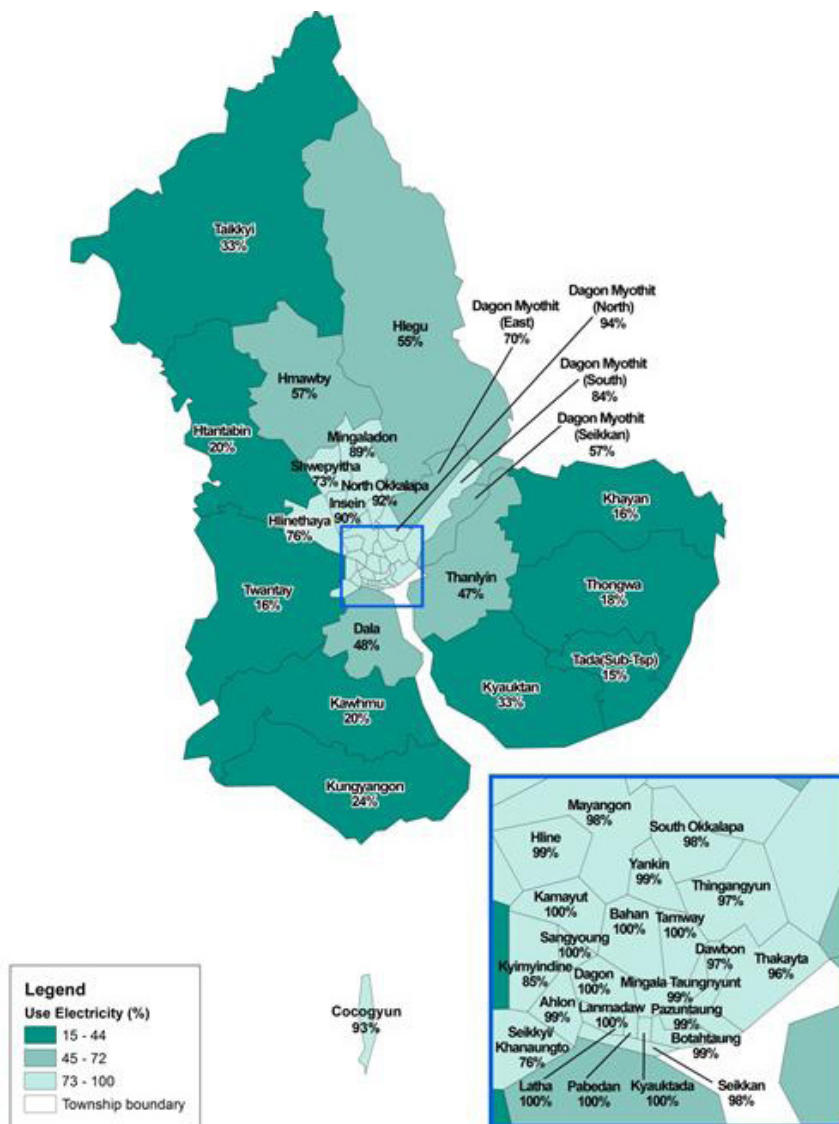 Taikkyi
33%
Hlegu
55%
Dagon Myothit
(East)
70%
Dagon Myothit
(North)
94%
Dagon Myothit
(South)
84%
Dagon Myothit
(Seikkan)
57%
Hmawby
57%
Htantabin
20%
Mingaladon
89%
Shwepyitha
73%
North Okkalapa
92%
Insein
90%
Hlinethaya
76%
Khayan
16%
Twantay
16%
Thanlyin
47%
Thongwa
18%
Dala
48%
Tada(Sub-Tsp)
15%
Kyauktan
33%
Kawhmu
20%
Kungyangon
24%
Mayangon
98%
South Okkalapa
98%
Hline
99%
Yankin
99%
Thingangyun
97%
Kamayut
100%
Bahan
100%
Tamway
100%
Sangyoung
100%
Dawbon
97%
Thakayta
96%
Kyimyindine
85%
Dagon
100%
Mingala Taungnyunt
99%
Ahlon
99%
Lanmadaw
100%
Pazuntaung
99%
Botahtaung
99%
Seikkyi/
Khanaungto
76%
Latha
100%
Pabedan
100%
Kyauktada
100%
Seikkan
98%
Cocogyun
93%
Legend
Use Electricity (%)
15 - 44
45 - 72
73 - 100
Township boundary